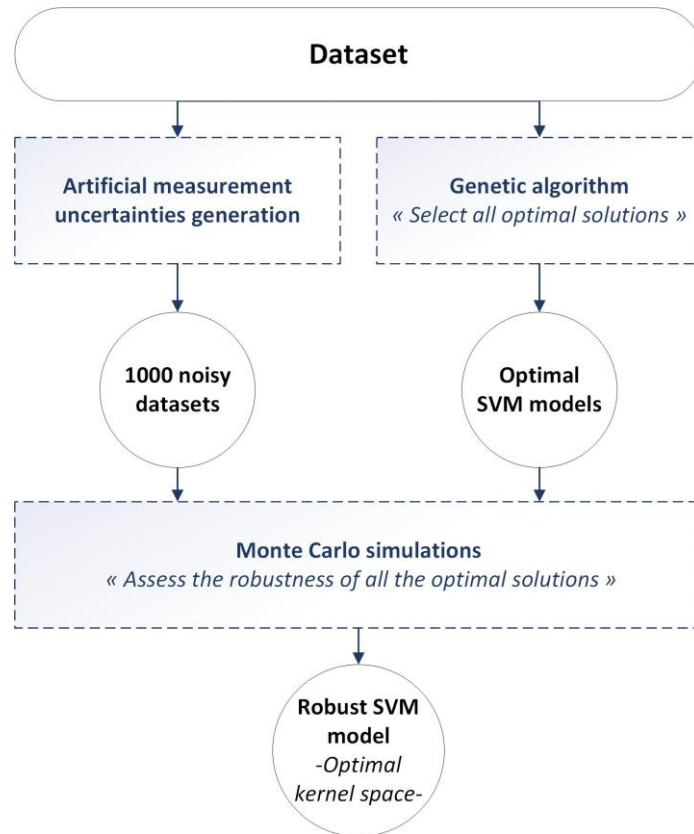 Dataset
Artificial measurement
uncertainties generation
Genetic algorithm
« Select all optimal solutions »
1000 noisy
datasets
Optimal
SVM models
Monte Carlo simulations
« Assess the robustness of all the optimal solutions »
Robust SVM
model
-Optimal
kernel space-